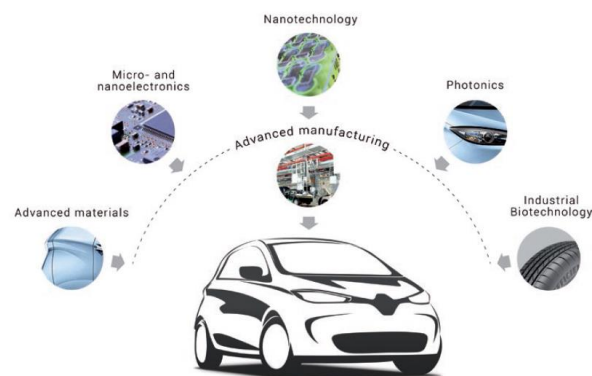 Nanotechnology
Micro- and
nanoelectronics
Photonics
Advanced manufacturing
Advanced materials
Industrial
Biotechnology